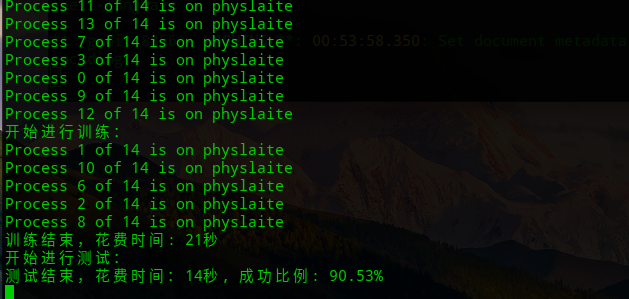 Process 11 of 14 is on physlaite
Process 13 of 14 is on physlaite
Process 7 of 14 is on physlaite
: 00:53:58.350: Set document metadata
Process 3 of 14 is on physlaite
Process 0 of 14 is on physlaite
Process 9 of 14 is on physlaite
Process 12 of 14 is on physlaite
开始进行训练：
Process 1 of 14 is on physlaite
Process 10 of 14 is on physlaite
Process 6 of 14 is on physlaite
Process 2 of 14 is on physlaite
Process 8 of 14 is on physlaite
训练结束，花费时间：21秒
开始进行测试：
测试结束，花费时间：14秒，成功比例：90.53%